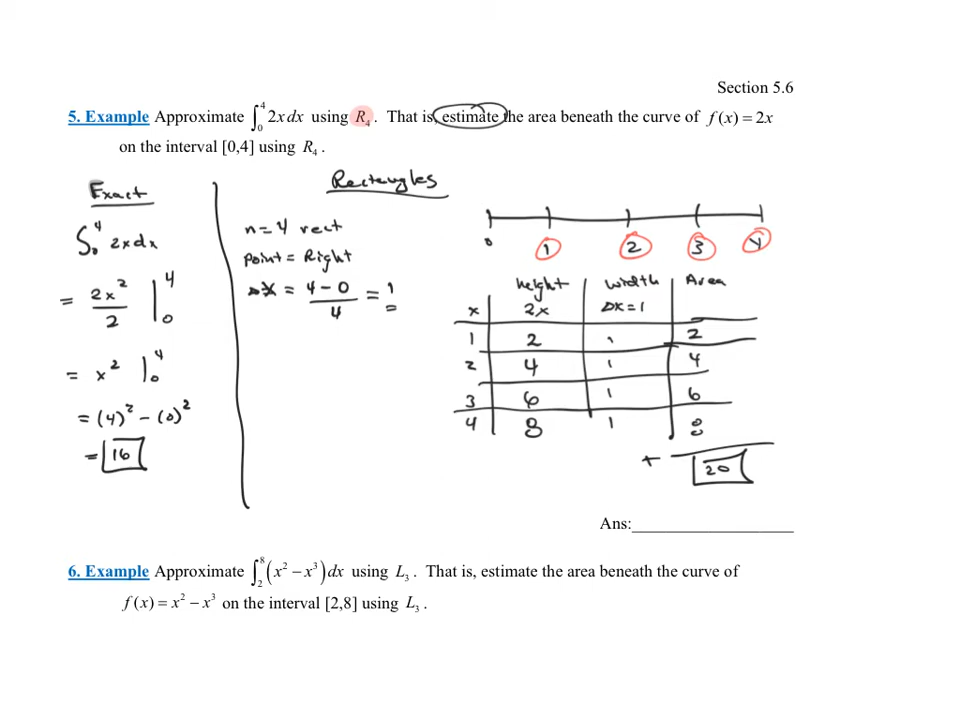 Section 5.6
5. Example Approximate ∫₀⁴ 2x dx using R₄. That is, estimate the area beneath the curve of f(x) = 2x
on the interval [0,4] using R₄.
Exact
∫₀⁴ 2x dx
= 2x²/2 |₀⁴
= x² |₀⁴
= (4)² − (0)²
= 16
Rectangles
n = 4 rect
Point = Right
Δx = (4 − 0)/4 = 1
0 1 2 3 4
height width Area
x 2x Δx = 1
1 2 1 2
2 4 1 4
3 6 1 6
4 8 1 8
+ 20
Ans:
6. Example Approximate ∫₂⁸ (x² − x³) dx using L₃. That is, estimate the area beneath the curve of
f(x) = x² − x³ on the interval [2,8] using L₃.